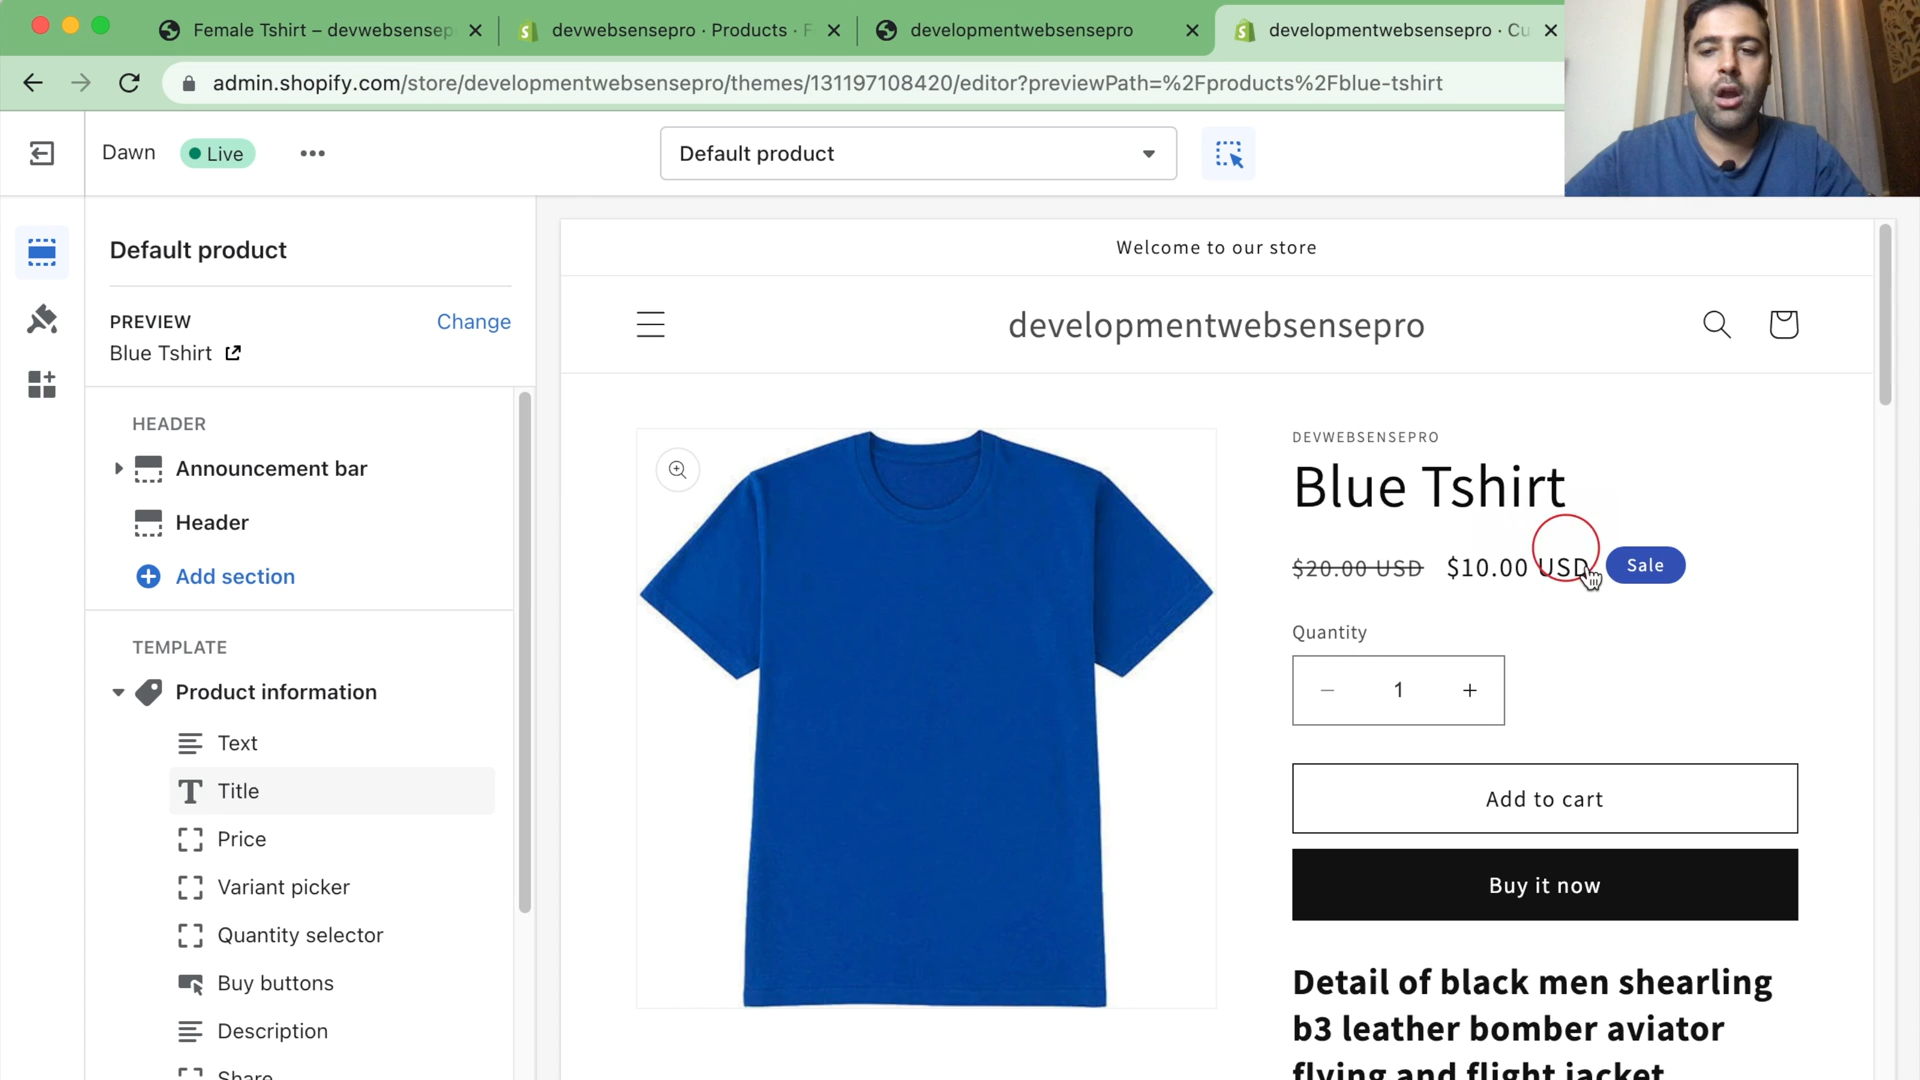 Female Tshirt – devwebsensep
devwebsensepro · Products · F
developmentwebsensepro
developmentwebsensepro · Cu
admin.shopify.com/store/developmentwebsensepro/themes/131197108420/editor?previewPath=%2Fproducts%2Fblue-tshirt
Dawn
Live
Default product
Default product
PREVIEW
Change
Blue Tshirt
HEADER
Announcement bar
Header
Add section
TEMPLATE
Product information
Text
Title
Price
Variant picker
Quantity selector
Buy buttons
Description
Share
Welcome to our store
developmentwebsensepro
DEVWEBSENSEPRO
Blue Tshirt
$20.00 USD $10.00 USD Sale
Quantity
1
Add to cart
Buy it now
Detail of black men shearling
b3 leather bomber aviator
flying and flight jacket